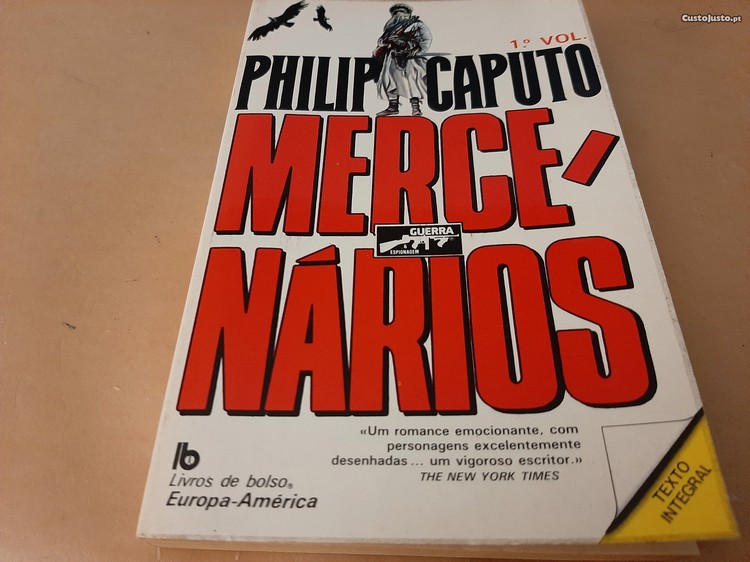 CustoJusto.pt
1.º VOL.
PHILIP CAPUTO
MERCE-
NÁRIOS
GUERRA
ESPIONAGEM
«Um romance emocionante, com
personagens excelentemente
desenhadas... um vigoroso escritor.»
THE NEW YORK TIMES
lb
Livros de bolso®
Europa-América
TEXTO
INTEGRAL